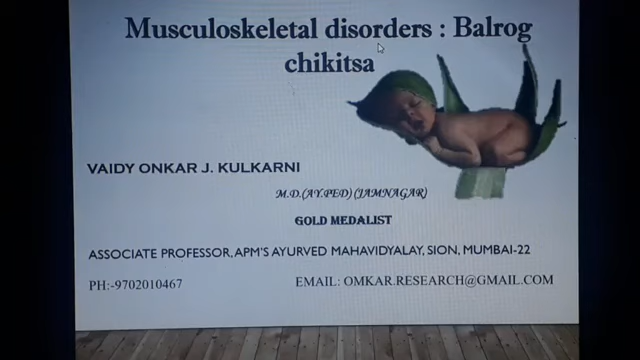 Musculoskeletal disorders : Balrog
chikitsa
VAIDY ONKAR J. KULKARNI
M.D.(AY.PED) (JAMNAGAR)
GOLD MEDALIST
ASSOCIATE PROFESSOR, APM'S AYURVED MAHAVIDYALAY, SION, MUMBAI-22
PH:-9702010467
EMAIL: OMKAR.RESEARCH@GMAIL.COM